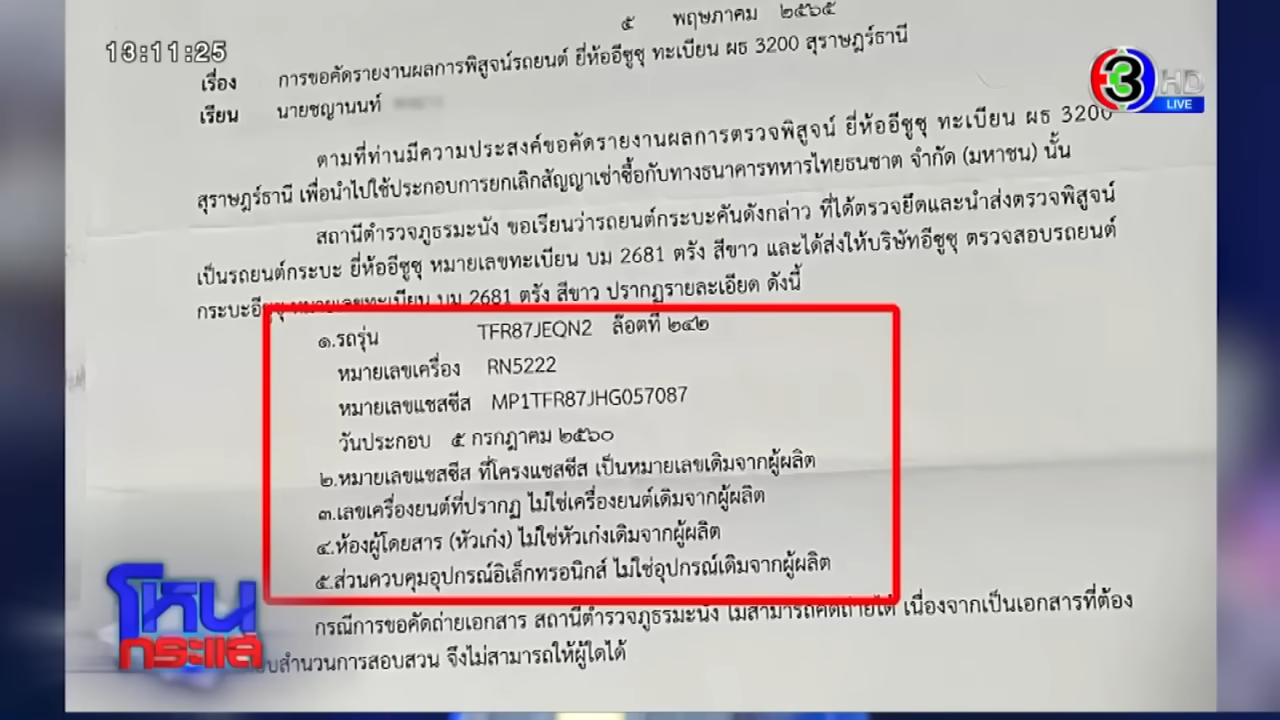 13:11:25
3 HD
LIVE
๕ พฤษภาคม ๒๕๖๕
เรื่อง การขอคัดรายงานผลการพิสูจน์รถยนต์ ยี่ห้ออีซูซุ ทะเบียน ผธ 3200 สุราษฎร์ธานี
เรียน นายชญานนท์
ตามที่ท่านมีความประสงค์ขอคัดรายงานผลการตรวจพิสูจน์ ยี่ห้ออีซูซุ ทะเบียน ผธ 3200
สุราษฎร์ธานี เพื่อนำไปใช้ประกอบการยกเลิกสัญญาเช่าซื้อกับทางธนาคารทหารไทยธนชาต จำกัด (มหาชน) นั้น
สถานีตำรวจภูธรมะนัง ขอเรียนว่ารถยนต์กระบะคันดังกล่าว ที่ได้ตรวจยึดและนำส่งตรวจพิสูจน์
เป็นรถยนต์กระบะ ยี่ห้ออีซูซุ หมายเลขทะเบียน บม 2681 ตรัง สีขาว และได้ส่งให้บริษัทอีซูซุ ตรวจสอบรถยนต์
กระบะอีซูซุ หมายเลขทะเบียน บม 2681 ตรัง สีขาว ปรากฏรายละเอียด ดังนี้
๑.รถรุ่น TFR87JEQN2 ล๊อตที่ ๒๔๒
หมายเลขเครื่อง RN5222
หมายเลขแชสซีส MP1TFR87JHG057087
วันประกอบ ๕ กรกฎาคม ๒๕๖๐
๒.หมายเลขแชสซีส ที่โครงแชสซีส เป็นหมายเลขเดิมจากผู้ผลิต
๓.เลขเครื่องยนต์ที่ปรากฏ ไม่ใช่เครื่องยนต์เดิมจากผู้ผลิต
๔.ห้องผู้โดยสาร (หัวเก๋ง) ไม่ใช่หัวเก๋งเดิมจากผู้ผลิต
๕.ส่วนควบคุมอุปกรณ์อิเล็กทรอนิกส์ ไม่ใช่อุปกรณ์เดิมจากผู้ผลิต
กรณีการขอคัดถ่ายเอกสาร สถานีตำรวจภูธรมะนัง ไม่สามารถคัดถ่ายได้ เนื่องจากเป็นเอกสารที่ต้อง
สำนวนการสอบสวน จึงไม่สามารถให้ผู้ใดได้
โหนกระแส